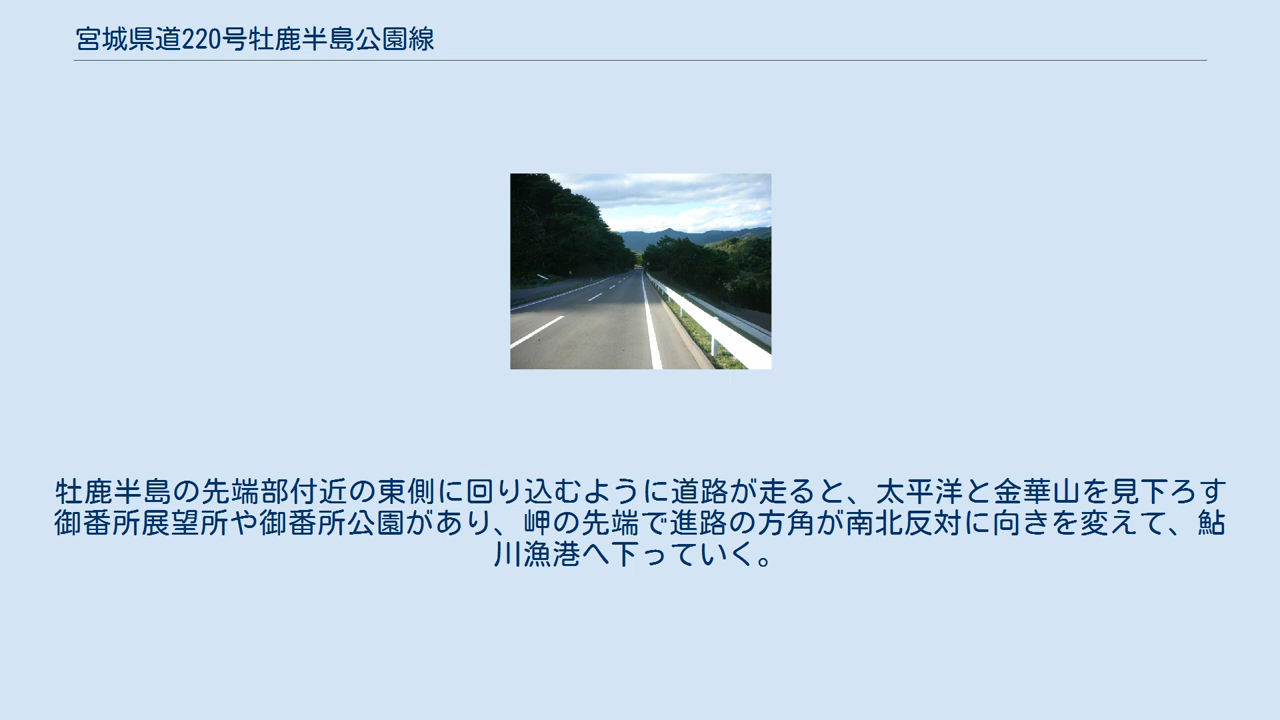 宮城県道220号牡鹿半島公園線
牡鹿半島の先端部付近の東側に回り込むように道路が走ると、太平洋と金華山を見下ろす
御番所展望所や御番所公園があり、岬の先端で進路の方角が南北反対に向きを変えて、鮎
川漁港へ下っていく。